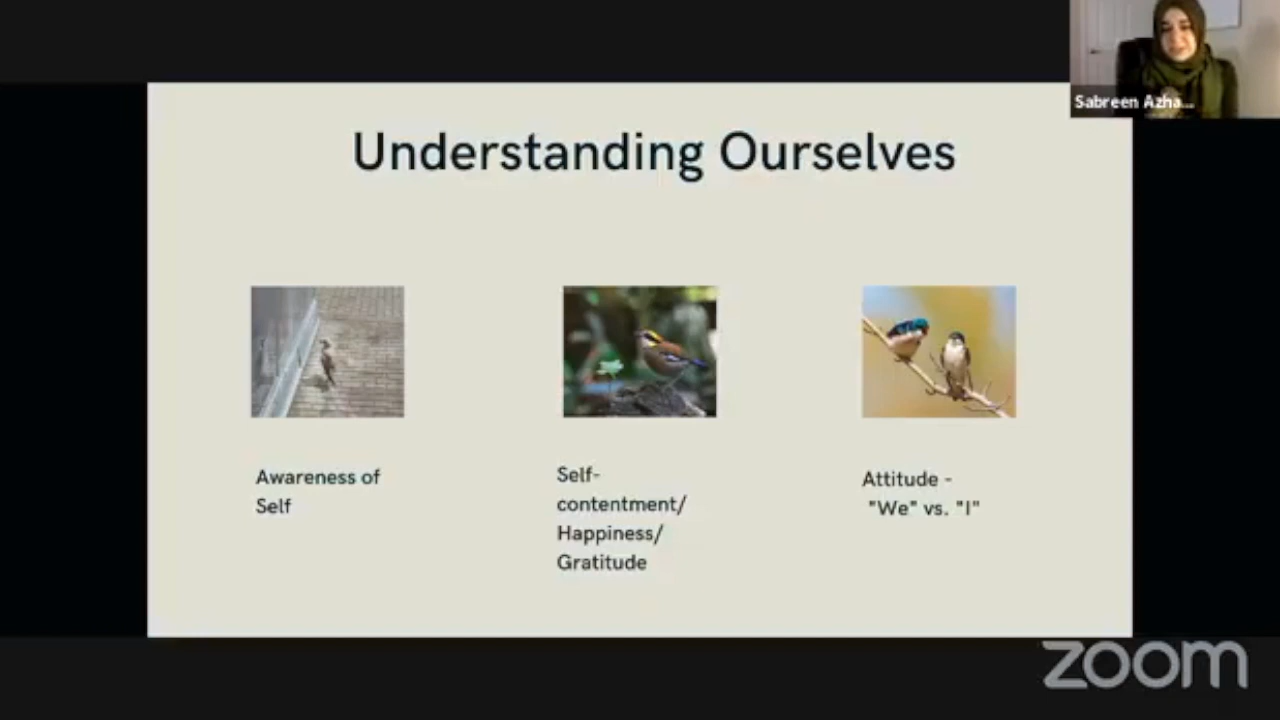 Sabreen Azha...
Understanding Ourselves
Awareness of
Self
Self-
contentment/
Happiness/
Gratitude
Attitude -
"We" vs. "I"
zoom